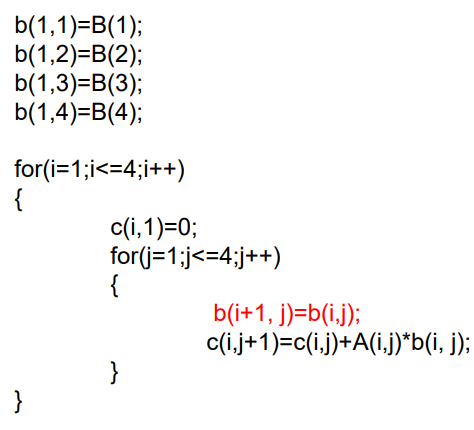 b(1,1)=B(1);
b(1,2)=B(2);
b(1,3)=B(3);
b(1,4)=B(4);
for(i=1;i<=4;i++)
{
c(i,1)=0;
for(j=1;j<=4;j++)
{
b(i+1, j)=b(i,j);
c(i,j+1)=c(i,j)+A(i,j)*b(i, j);
}
}